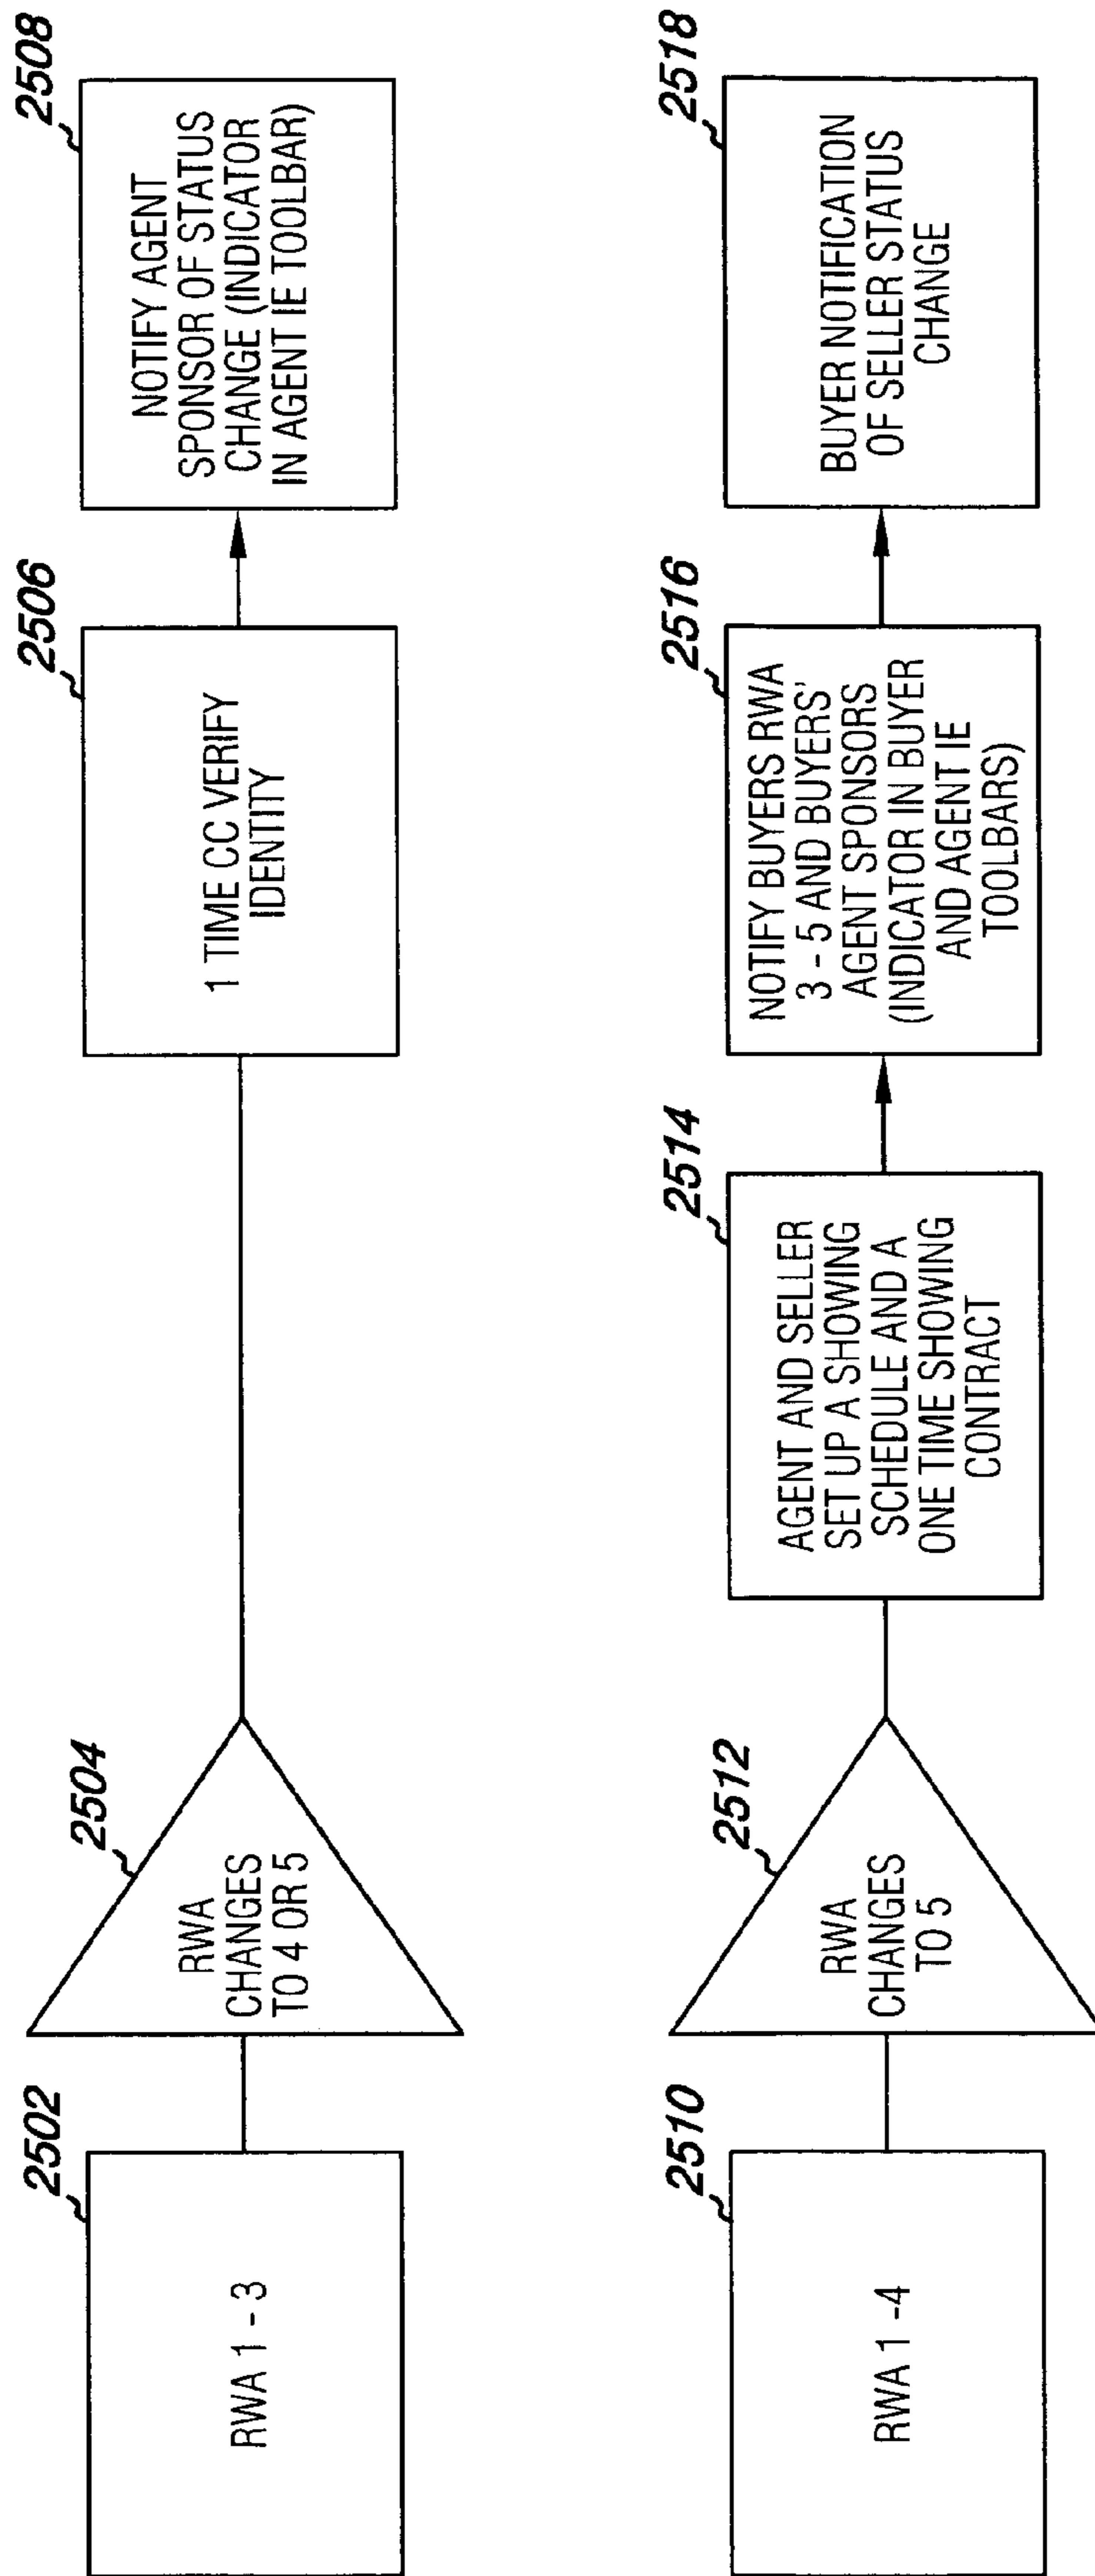 2502
RWA 1 - 3
2504
RWA
CHANGES
TO 4 OR 5
2506
1 TIME CC VERIFY
IDENTITY
2508
NOTIFY AGENT
SPONSOR OF STATUS
CHANGE (INDICATOR
IN AGENT IE TOOLBAR)
2510
RWA 1 -4
2512
RWA
CHANGES
TO 5
2514
AGENT AND SELLER
SET UP A SHOWING
SCHEDULE AND A
ONE TIME SHOWING
CONTRACT
2516
NOTIFY BUYERS RWA
3 - 5 AND BUYERS'
AGENT SPONSORS
(INDICATOR IN BUYER
AND AGENT IE
TOOLBARS)
2518
BUYER NOTIFICATION
OF SELLER STATUS
CHANGE